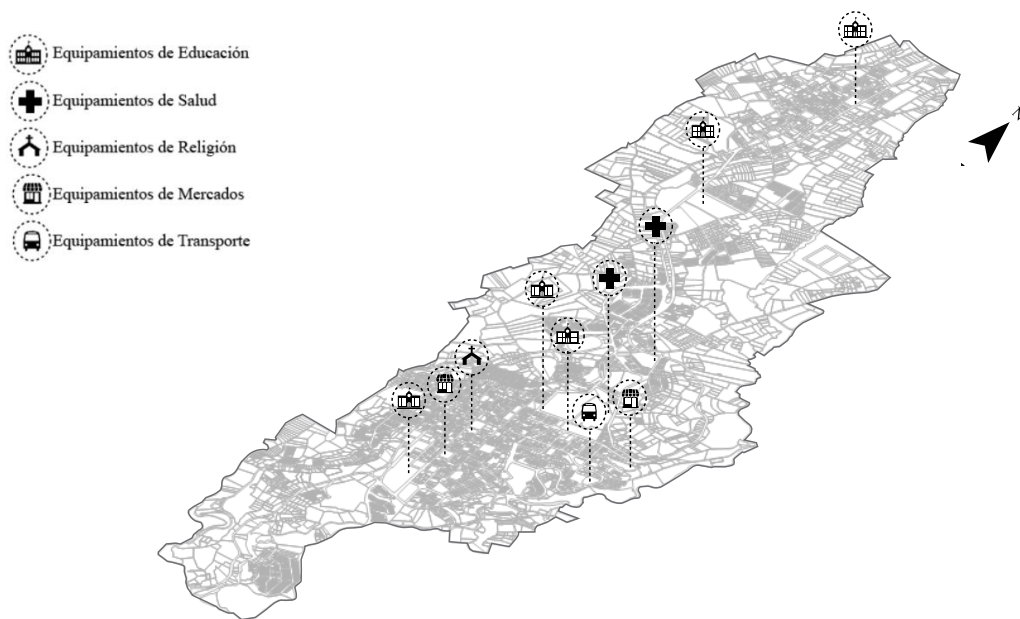 Equipamientos de Educación
Equipamientos de Salud
Equipamientos de Religión
Equipamientos de Mercados
Equipamientos de Transporte
N